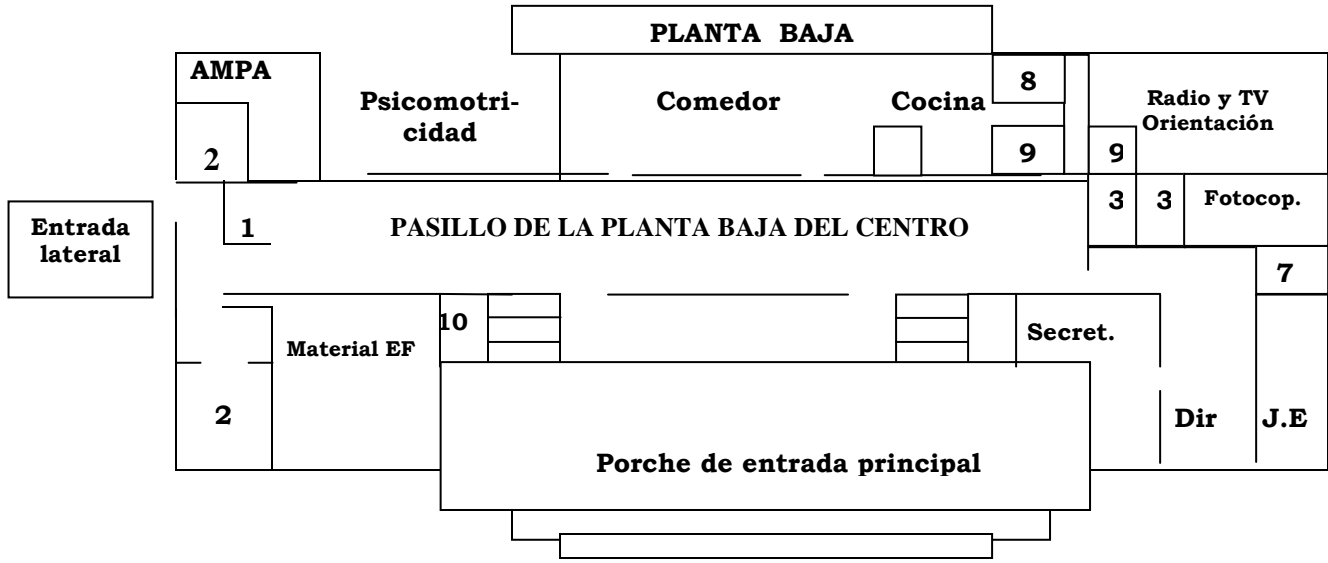 PLANTA BAJA
AMPA
Psicomotri-
cidad
Comedor
Cocina
8
Radio y TV
Orientación
2
9
9
3
3
Fotocop.
Entrada
lateral
1
PASILLO DE LA PLANTA BAJA DEL CENTRO
7
10
Material EF
Secret.
2
Dir
J.E
Porche de entrada principal